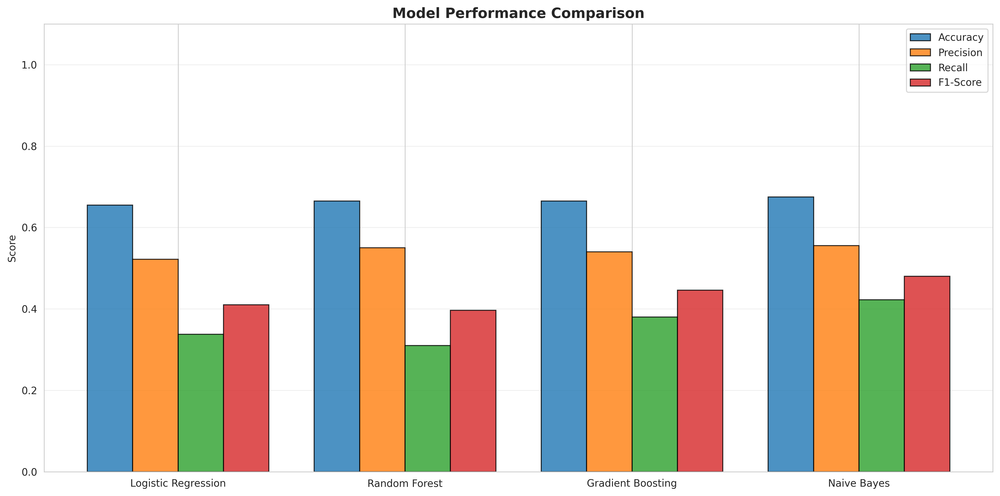 Model Performance Comparison
Accuracy
Precision
Recall
F1-Score
1.0
0.8
0.6
0.4
0.2
0.0
Score
Logistic Regression
Random Forest
Gradient Boosting
Naive Bayes